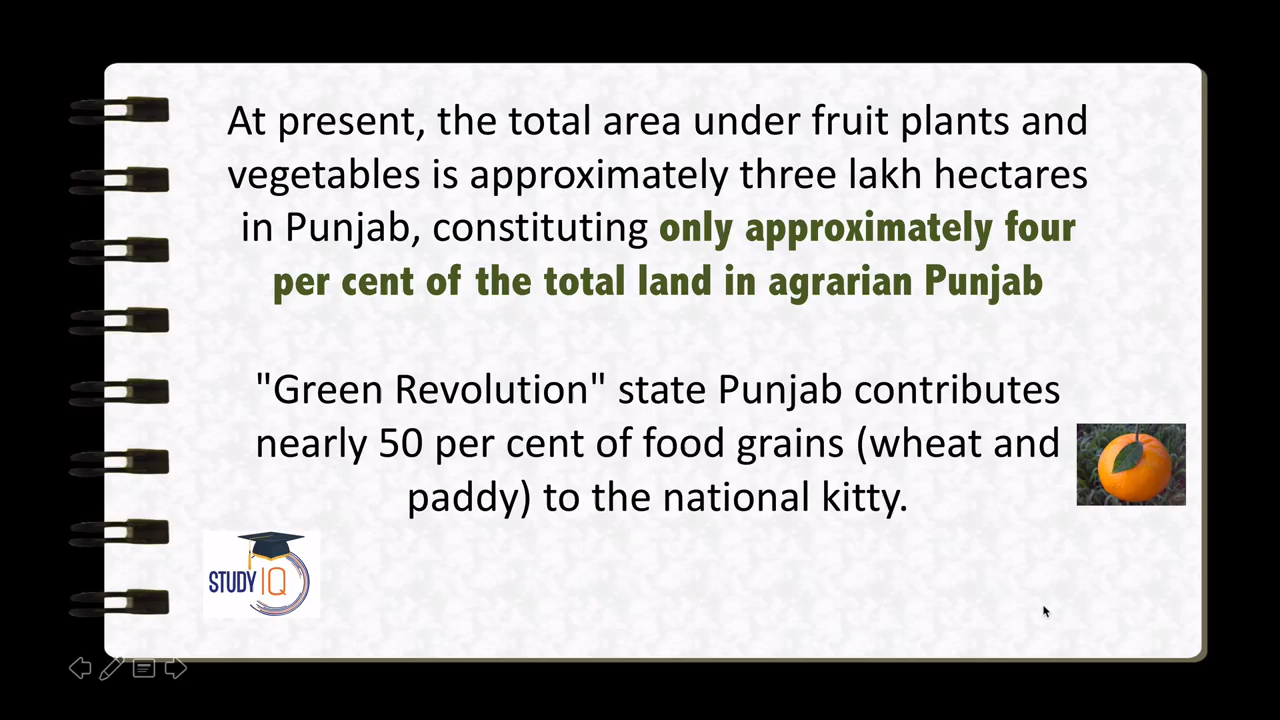 At present, the total area under fruit plants and
vegetables is approximately three lakh hectares
in Punjab, constituting only approximately four
per cent of the total land in agrarian Punjab
"Green Revolution" state Punjab contributes
nearly 50 per cent of food grains (wheat and
paddy) to the national kitty.
STUDY IQ